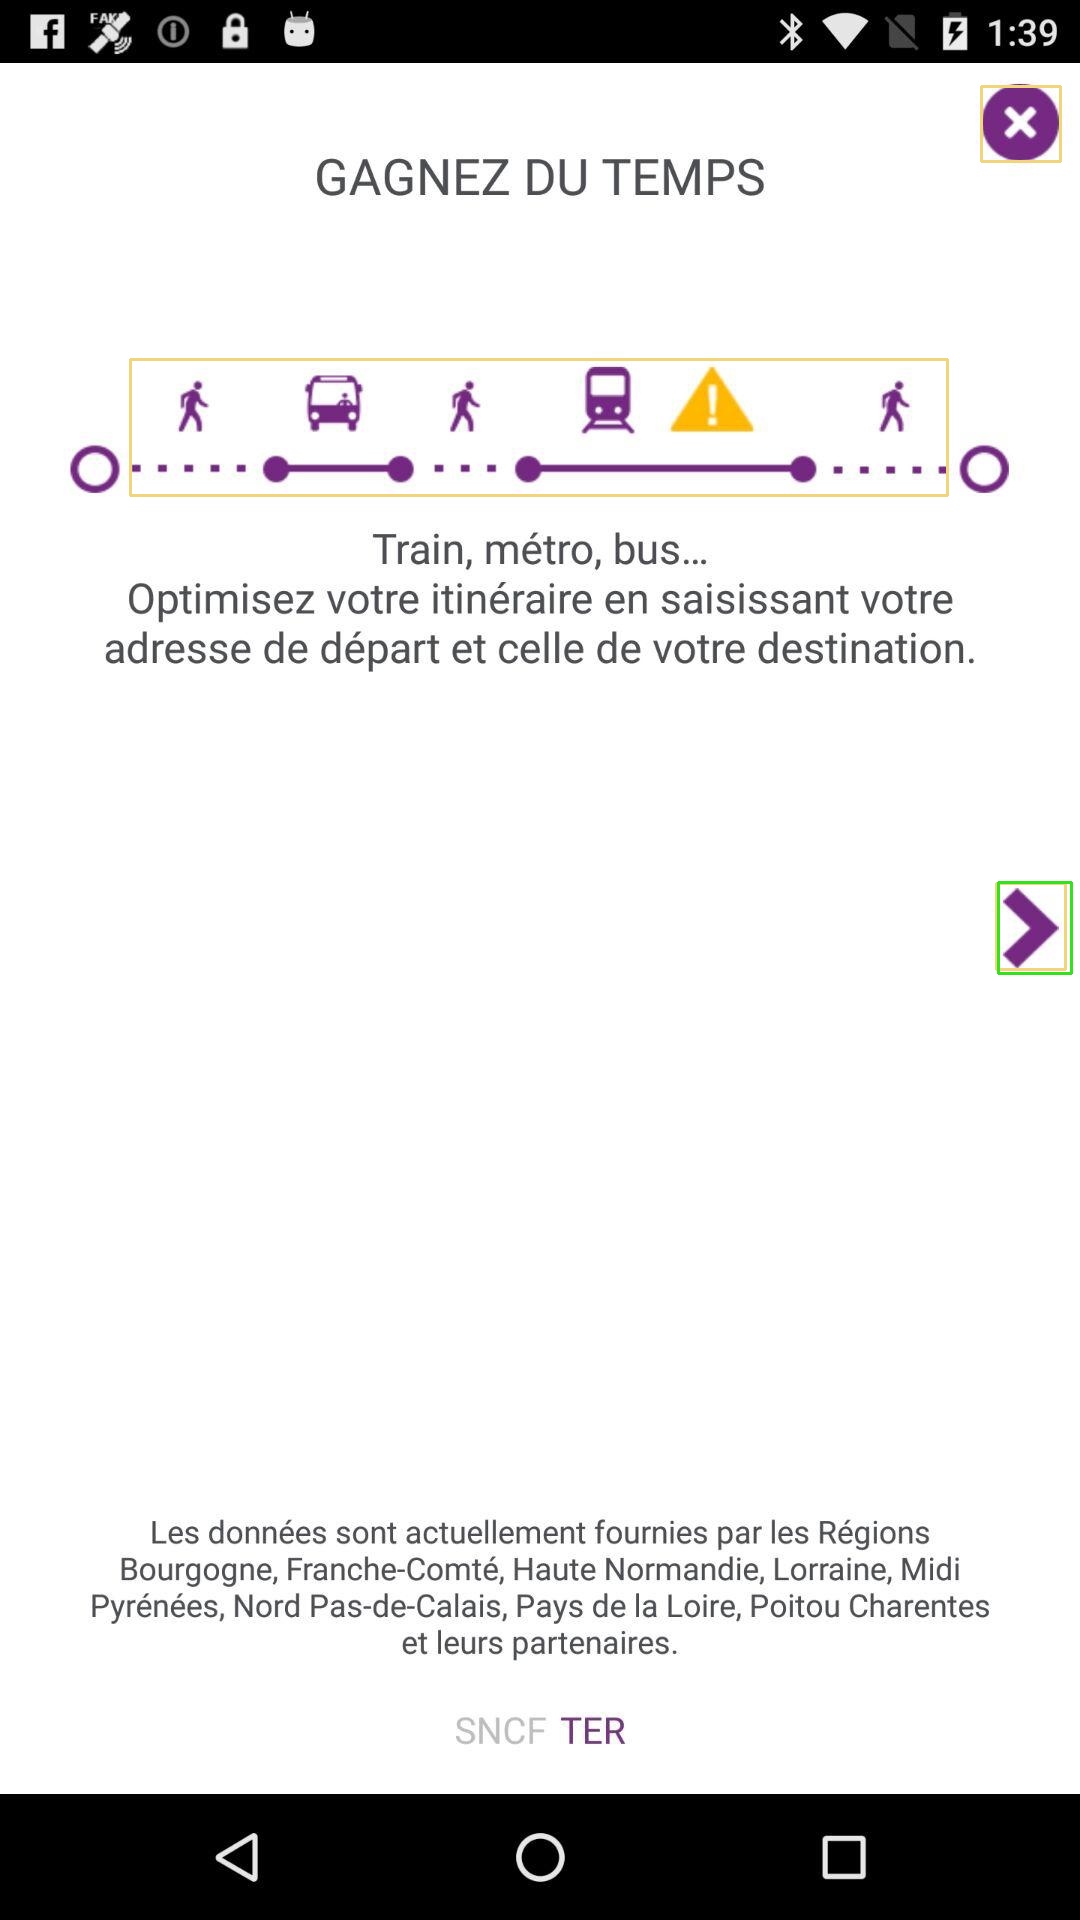 FAK
1:39
GAGNEZ DU TEMPS
Train, métro, bus...
Optimisez votre itinéraire en saisissant votre
adresse de départ et celle de votre destination.
Les données sont actuellement fournies par les Régions
Bourgogne, Franche-Comté, Haute Normandie, Lorraine, Midi
Pyrénées, Nord Pas-de-Calais, Pays de la Loire, Poitou Charentes
et leurs partenaires.
SNCF TER